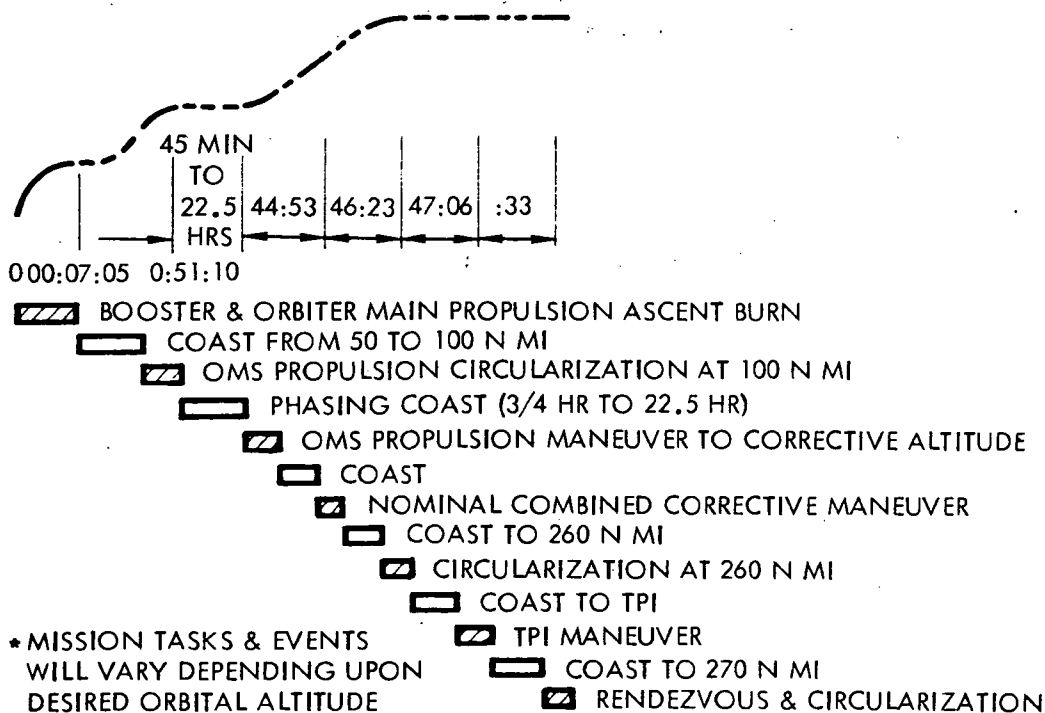 45 MIN
TO
22.5 44:53 46:23 47:06 :33
HRS
0 00:07:05 0:51:10
BOOSTER & ORBITER MAIN PROPULSION ASCENT BURN
COAST FROM 50 TO 100 N MI
OMS PROPULSION CIRCULARIZATION AT 100 N MI
PHASING COAST (3/4 HR TO 22.5 HR)
OMS PROPULSION MANEUVER TO CORRECTIVE ALTITUDE
COAST
NOMINAL COMBINED CORRECTIVE MANEUVER
COAST TO 260 N MI
CIRCULARIZATION AT 260 N MI
COAST TO TPI
TPI MANEUVER
COAST TO 270 N MI
RENDEZVOUS & CIRCULARIZATION
* MISSION TASKS & EVENTS
WILL VARY DEPENDING UPON
DESIRED ORBITAL ALTITUDE